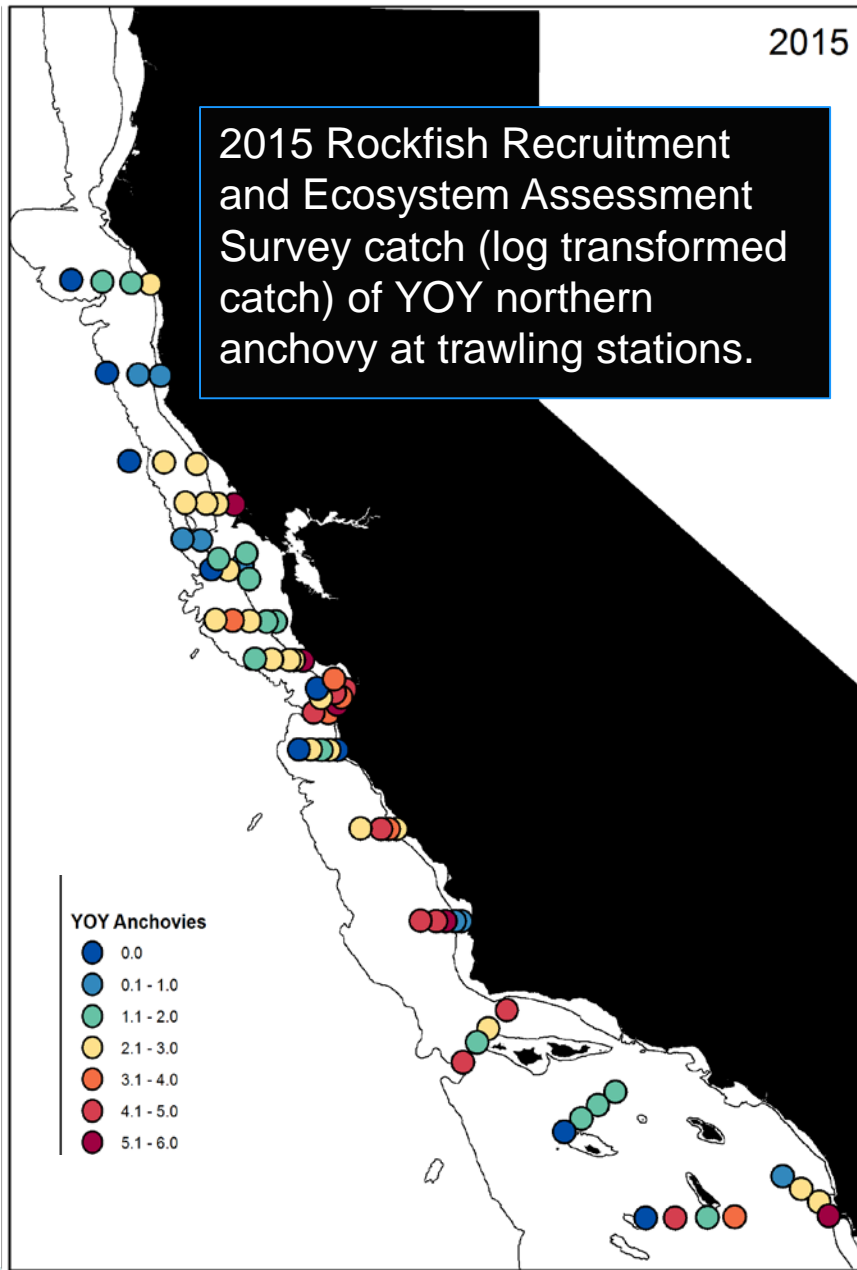 2015
2015 Rockfish Recruitment
and Ecosystem Assessment
Survey catch (log transformed
catch) of YOY northern
anchovy at trawling stations.
YOY Anchovies
0.0
0.1 - 1.0
1.1 - 2.0
2.1 - 3.0
3.1 - 4.0
4.1 - 5.0
5.1 - 6.0